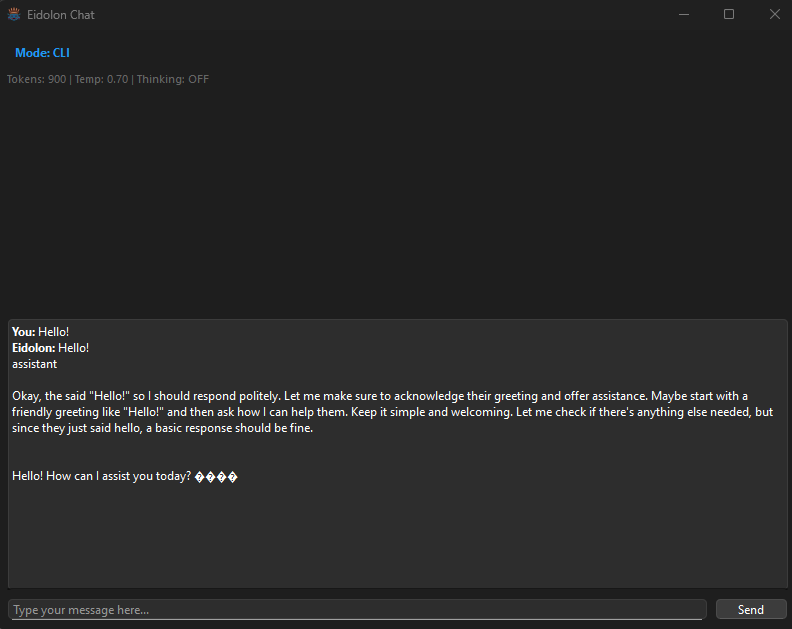 Eidolon Chat
Mode: CLI
Tokens: 900 | Temp: 0.70 | Thinking: OFF
You: Hello!
Eidolon: Hello!
assistant
Okay, the said "Hello!" so I should respond politely. Let me make sure to acknowledge their greeting and offer assistance. Maybe start with a
friendly greeting like "Hello!" and then ask how I can help them. Keep it simple and welcoming. Let me check if there's anything else needed, but
since they just said hello, a basic response should be fine.
Hello! How can I assist you today? ����
Type your message here...
Send